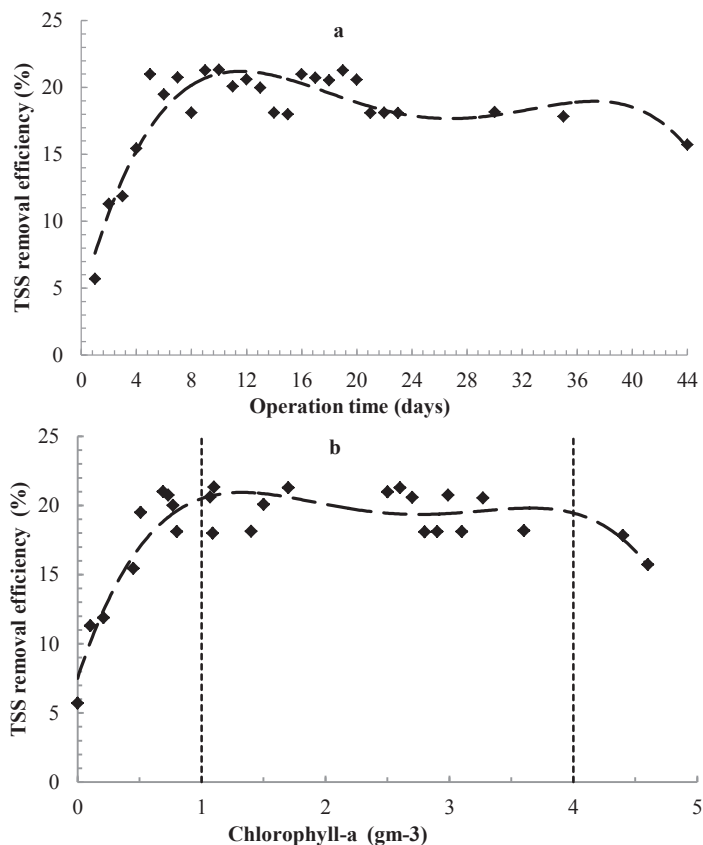 a
25
20
15
10
5
0
TSS removal efficiency (%)
0 4 8 12 16 20 24 28 32 36 40 44
Operation time (days)
b
25
20
15
10
5
0
TSS removal efficiency (%)
0 1 2 3 4 5
Chlorophyll-a (gm-3)